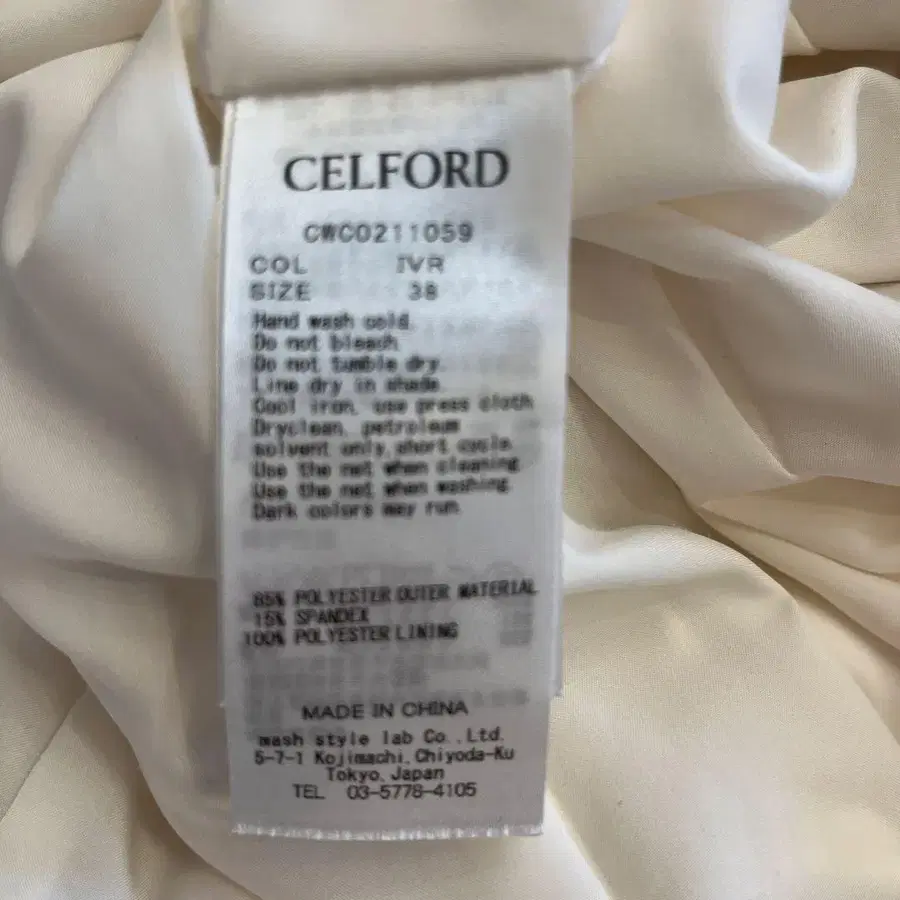 CELFORD
CWCO211059
COL IVR
SIZE 38
Hand wash cold.
Do not bleach.
Do not tumble dry.
Line dry in shade.
Cool iron, use press cloth
Dryclean, petroleum
solvent only, short cycle.
Use the net when cleaning
Use the net when washing
Dark colors may run.
85% POLYESTER OUTER MATERIAL
15% SPANDEX
100% POLYESTER LINING
MADE IN CHINA
mash style lab Co.,Ltd.
5-7-1 Kojimachi, Chiyoda-Ku
Tokyo, Japan
TEL 03-5778-4105